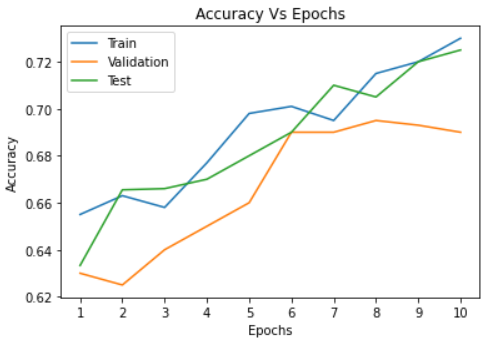 Accuracy Vs Epochs
Train
Validation
Test
0.72
0.70
0.68
0.66
0.64
0.62
Accuracy
1 2 3 4 5 6 7 8 9 10
Epochs